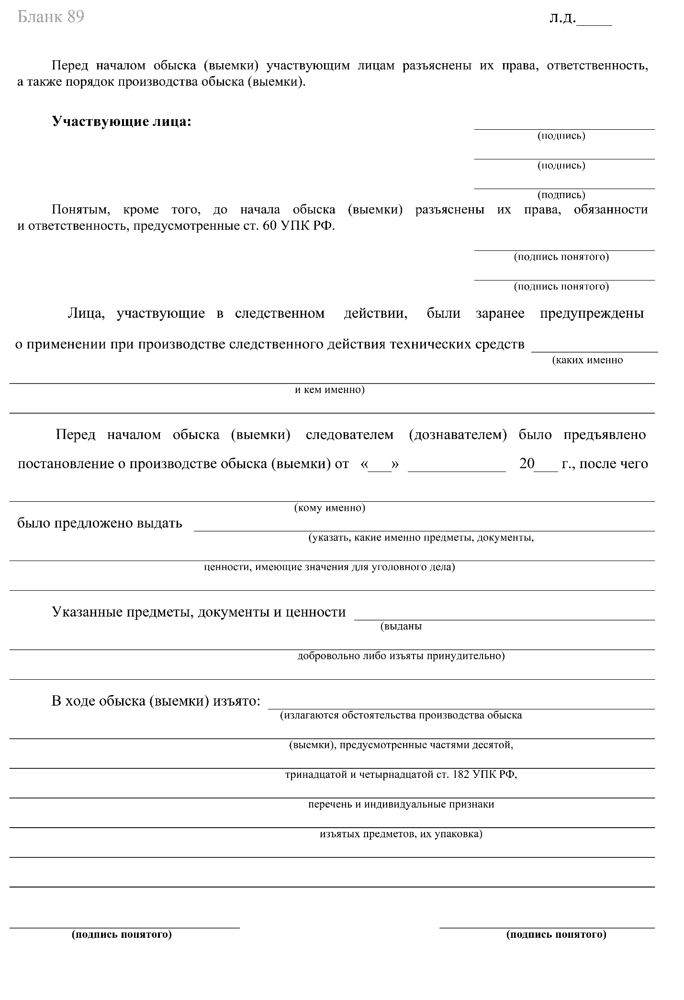 Бланк 89
л.д._____
Перед началом обыска (выемки) участвующим лицам разъяснены их права, ответственность,
а также порядок производства обыска (выемки).
Участвующие лица:
(подпись)
(подпись)
(подпись)
Понятым, кроме того, до начала обыска (выемки) разъяснены их права, обязанности
и ответственность, предусмотренные ст. 60 УПК РФ.
(подпись понятого)
(подпись понятого)
Лица, участвующие в следственном действии, были заранее предупреждены
о применении при производстве следственного действия технических средств
(каких именно
и кем именно)
Перед началом обыска (выемки) следователем (дознавателем) было предъявлено
постановление о производстве обыска (выемки) от «___» ____________ 20___ г., после чего
(кому именно)
было предложено выдать
(указать, какие именно предметы, документы,
ценности, имеющие значения для уголовного дела)
Указанные предметы, документы и ценности
(выданы
добровольно либо изъяты принудительно)
В ходе обыска (выемки) изъято:
(излагаются обстоятельства производства обыска
(выемки), предусмотренные частями десятой,
тринадцатой и четырнадцатой ст. 182 УПК РФ,
перечень и индивидуальные признаки
изъятых предметов, их упаковка)
(подпись понятого) (подпись понятого)